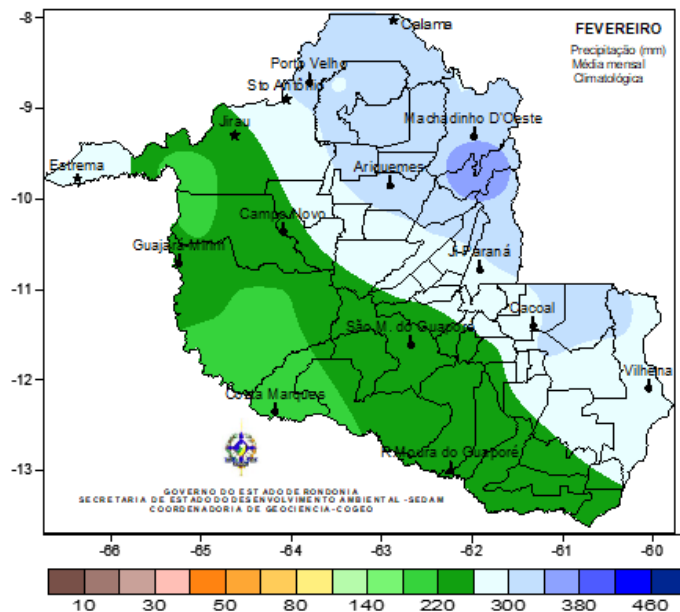 -8
-9
-10
-11
-12
-13
FEVEREIRO
Precipitação (mm)
Média mensal
Climatológica
Calama
Porto Velho
Sto Antônio
Machadinho D'Oeste
Jirau
Estrema
Ariquemes
Campo Novo
Guajará-Mirim
Ji-Paraná
Cacoal
São M. do Guaporé
Vilhena
Costa Marques
P.Moura do Guaporé
GOVERNO DO ESTADO DE RONDONIA
SECRETARIA DE ESTADO DO DESENVOLVIMENTO AMBIENTAL -SEDAM
COORDENADORIA DE GEOCIENCIA-COGEO
-66 -65 -64 -63 -62 -61 -60
10 30 50 80 140 220 300 380 460